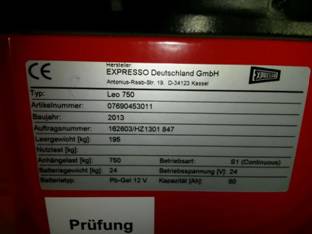 CE
Hersteller
EXPRESSO Deutschland GmbH
Antonius-Raab-Str. 19. D-34123 Kassel
EXPRESSO
Typ: Leo 750
Artikelnummer: 07690453011
Baujahr: 2013
Auftragsnummer: 162603/HZ1301.847
Leergewicht [kg] 195
Nutzlast [kg]
Anhängelast [kg] 750 Betriebsart: S1 (Continuous)
Batteriegewicht [kg] 24 Betriebsspannung [V] 24
Batterietyp: Pb-Gel 12 V Kapazität [Ah] 60
Prüfung